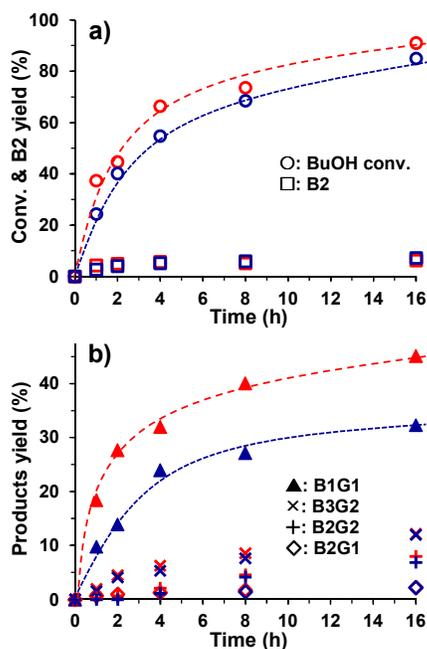 a)
Conv. & B2 yield (%)
100
80
60
40
20
0
: BuOH conv.
: B2
0 2 4 6 8 10 12 14 16
Time (h)
b)
Products yield (%)
40
30
20
10
0
: B1G1
: B3G2
: B2G2
: B2G1
0 2 4 6 8 10 12 14 16
Time (h)